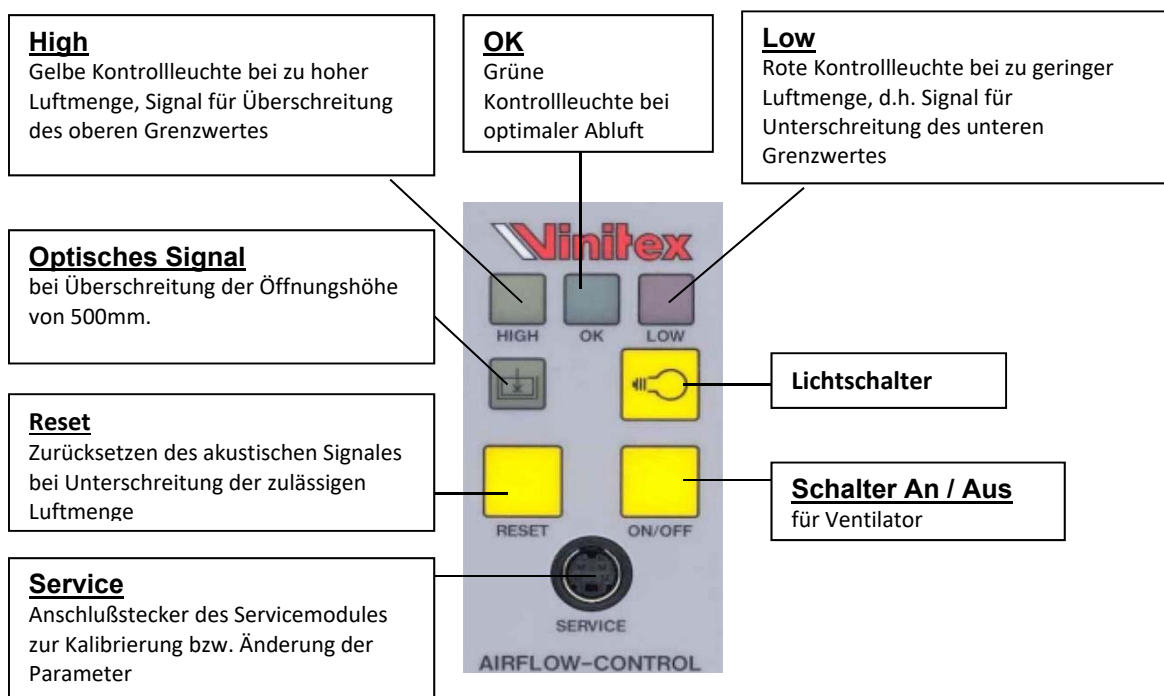 High
Gelbe Kontrollleuchte bei zu hoher
Luftmenge, Signal für Überschreitung
des oberen Grenzwertes
OK
Grüne
Kontrollleuchte bei
optimaler Abluft
Low
Rote Kontrollleuchte bei zu geringer
Luftmenge, d.h. Signal für
Unterschreitung des unteren
Grenzwertes
Optisches Signal
bei Überschreitung der Öffnungshöhe
von 500mm.
Reset
Zurücksetzen des akustischen Signales
bei Unterschreitung der zulässigen
Luftmenge
Service
Anschlußstecker des Servicemodules
zur Kalibrierung bzw. Änderung der
Parameter
Vinitex
HIGH OK LOW
RESET ON/OFF
SERVICE
AIRFLOW-CONTROL
Lichtschalter
Schalter An / Aus
für Ventilator